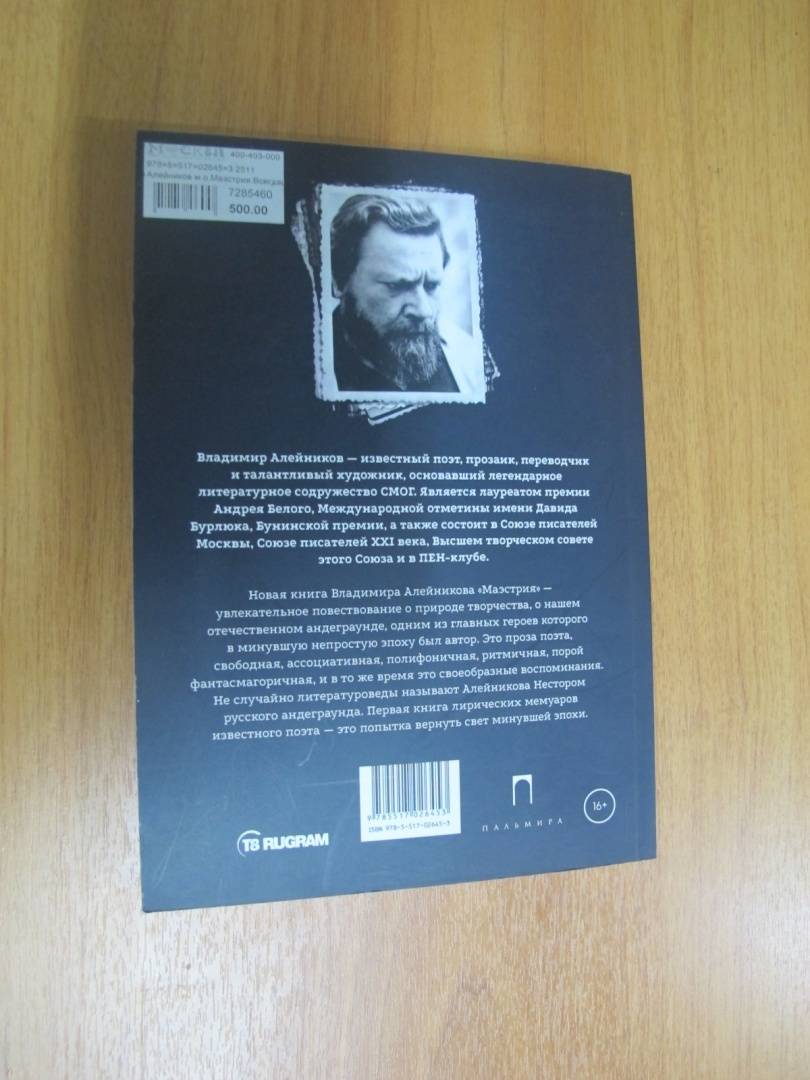 МОСКВА 400-493-000
978-5-517-02645-3 2511
Алейников м.о.Маэстрия.Всегда
7285460
500.00
Владимир Алейников — известный поэт, прозаик, переводчик
и талантливый художник, основавший легендарное
литературное содружество СМОГ. Является лауреатом премии
Андрея Белого, Международной отметины имени Давида
Бурлюка, Бунинской премии, а также состоит в Союзе писателей
Москвы, Союзе писателей XXI века, Высшем творческом совете
этого Союза и в ПЕН-клубе.
Новая книга Владимира Алейникова «Маэстрия» —
увлекательное повествование о природе творчества, о нашем
отечественном андеграунде, одним из главных героев которого
в минувшую непростую эпоху был автор. Это проза поэта,
свободная, ассоциативная, полифоничная, ритмичная, порой
фантасмагоричная, и в то же время это своеобразные воспоминания.
Не случайно литературоведы называют Алейникова Нестором
русского андеграунда. Первая книга лирических мемуаров
известного поэта — это попытка вернуть свет минувшей эпохи.
9 785517 026453
ISBN 978-5-517-02645-3
T8 RUGRAM
ПАЛЬМИРА
16+